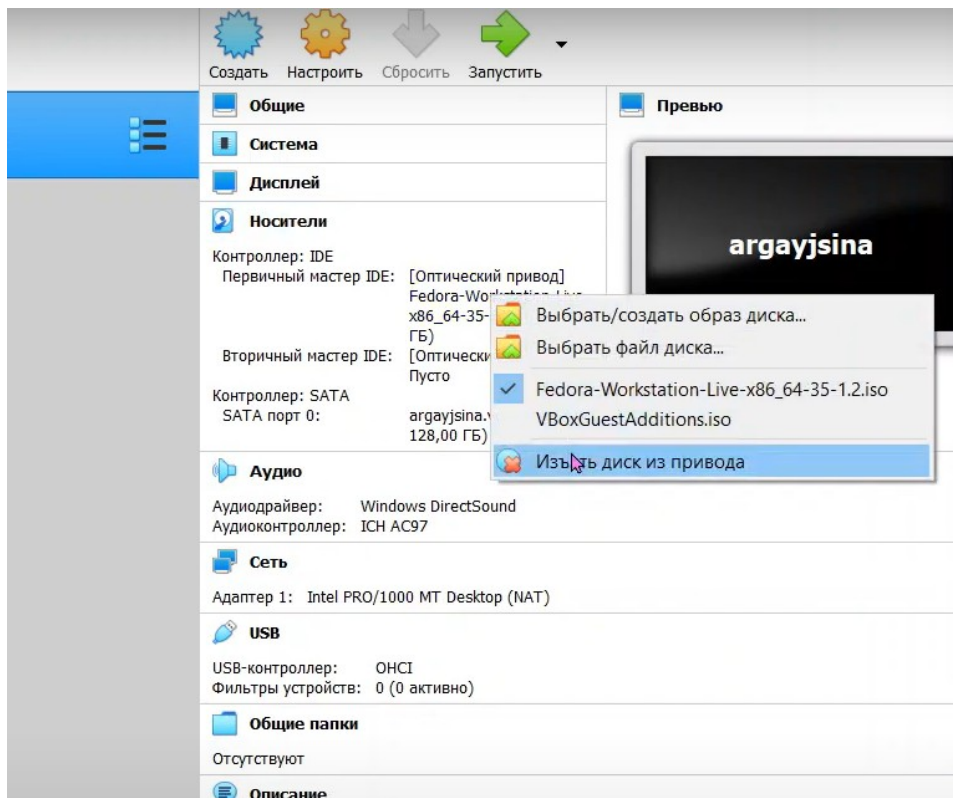 Создать Настроить Сбросить Запустить
Общие
Превью
Система
Дисплей
argayjsina
Носители
Контроллер: IDE
Первичный мастер IDE: [Оптический привод]
Fedora-Workstation-Live-
x86_64-35-
ГБ)
Вторичный мастер IDE: [Оптически
Пусто
Контроллер: SATA
SATA порт 0: argayjsina.v
128,00 ГБ)
Выбрать/создать образ диска...
Выбрать файл диска...
Fedora-Workstation-Live-x86_64-35-1.2.iso
VBoxGuestAdditions.iso
Изъять диск из привода
Аудио
Аудиодрайвер: Windows DirectSound
Аудиоконтроллер: ICH AC97
Сеть
Адаптер 1: Intel PRO/1000 MT Desktop (NAT)
USB
USB-контроллер: OHCI
Фильтры устройств: 0 (0 активно)
Общие папки
Отсутствуют
Описание